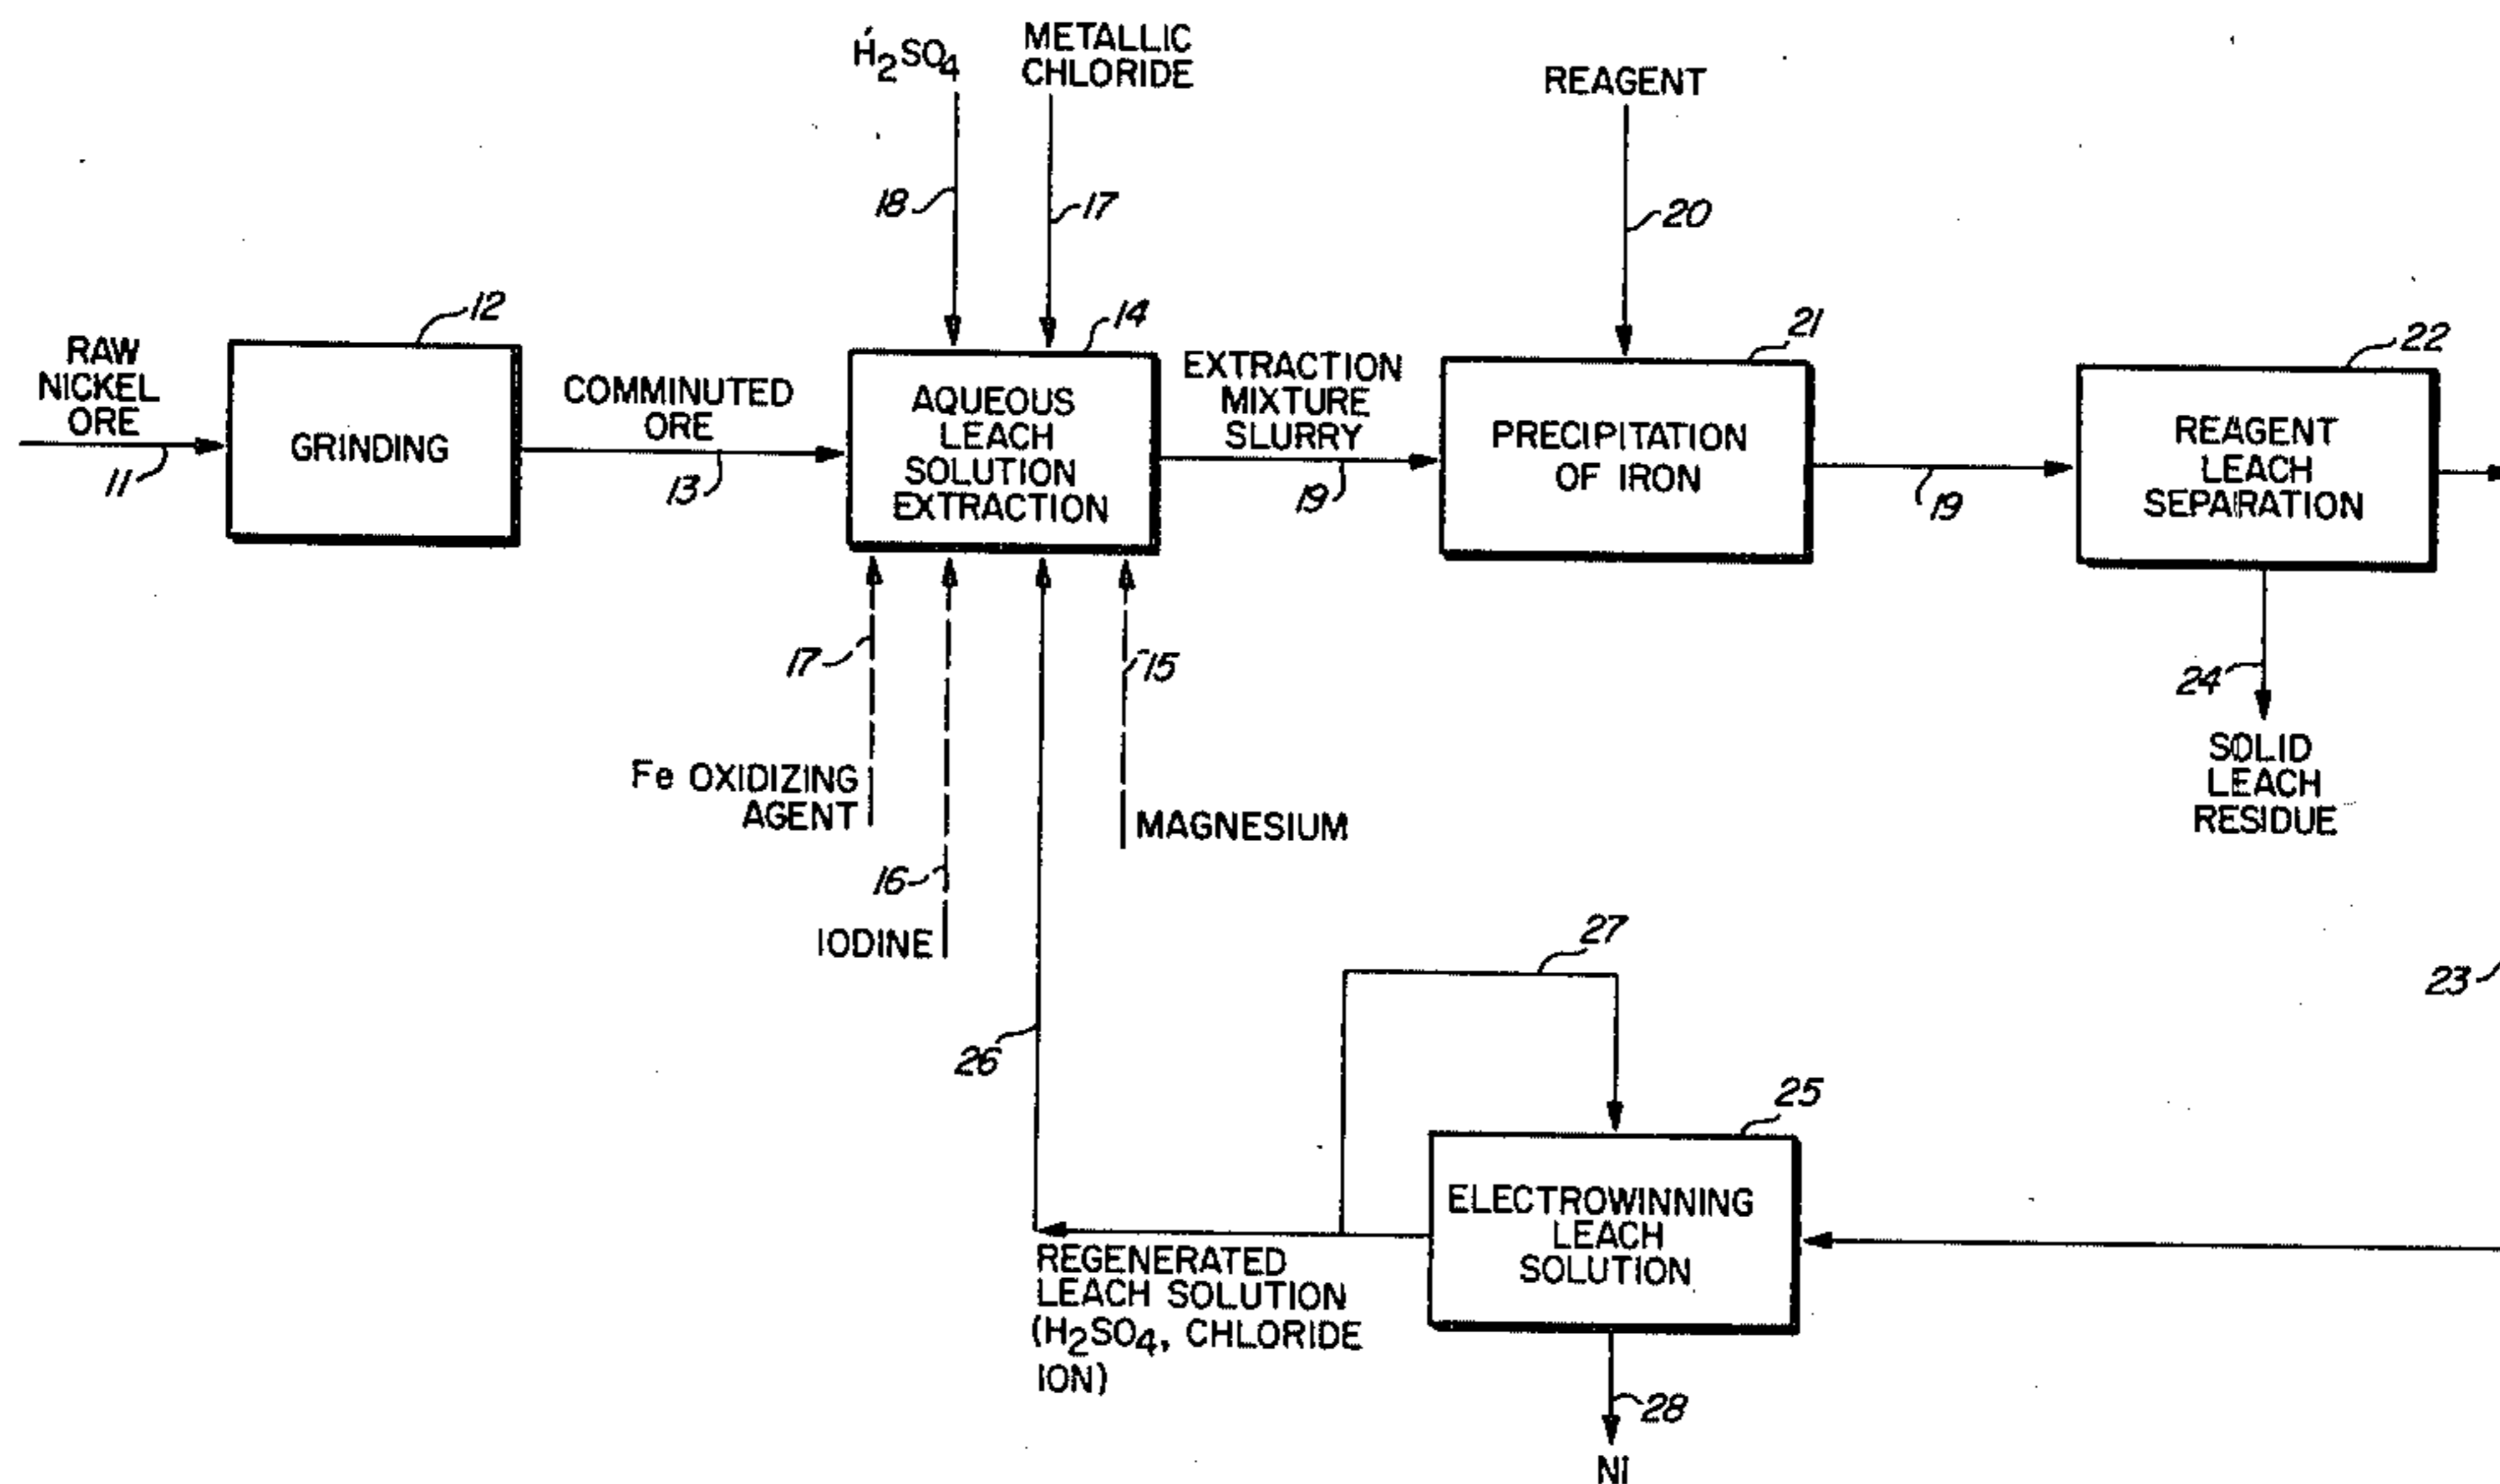 H2SO4
METALLIC
CHLORIDE
REAGENT
18
17
20
12
14
21
22
RAW
NICKEL
ORE
11
GRINDING
COMMINUTED
ORE
13
AQUEOUS
LEACH
SOLUTION
EXTRACTION
EXTRACTION
MIXTURE
SLURRY
19
PRECIPITATION
OF IRON
19
REAGENT
LEACH
SEPARATION
17
15
24
Fe OXIDIZING
AGENT
MAGNESIUM
SOLID
LEACH
RESIDUE
16
IODINE
27
23
26
25
ELECTROWINNING
LEACH
SOLUTION
REGENERATED
LEACH SOLUTION
(H2SO4, CHLORIDE
ION)
28
Ni